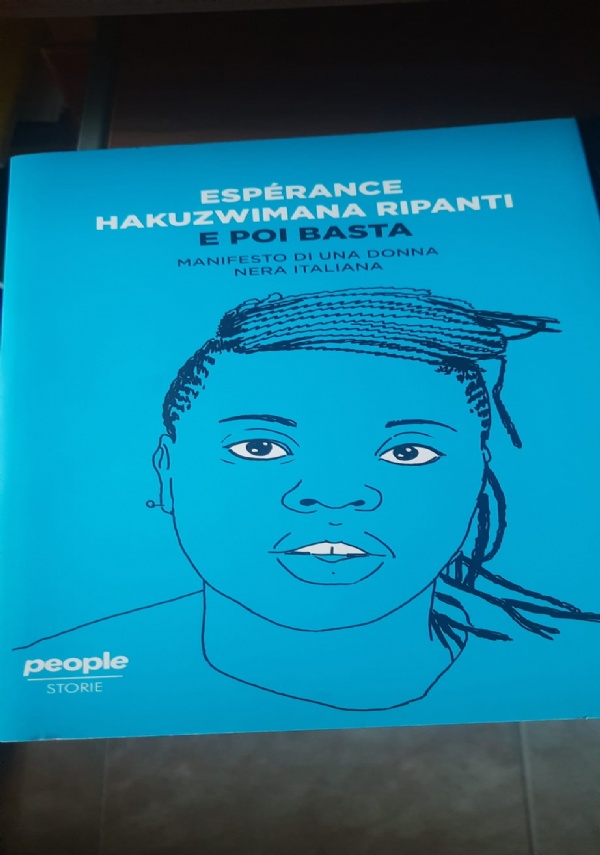 ESPÉRANCE
HAKUZWIMANA RIPANTI
E POI BASTA
MANIFESTO DI UNA DONNA
NERA ITALIANA
people
STORIE